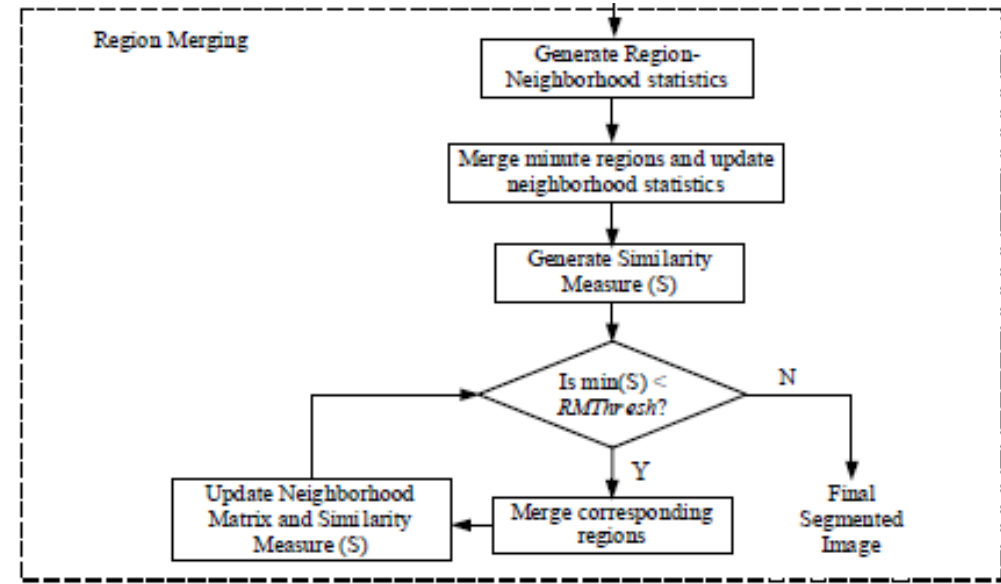 Region Merging
Generate Region-
Neighborhood statistics
Merge minute regions and update
neighborhood statistics
Generate Similarity
Measure (S)
Is min(S) <
RMThresh?
N
Y
Update Neighborhood
Matrix and Similarity
Measure (S)
Merge corresponding
regions
Final
Segmented
Image